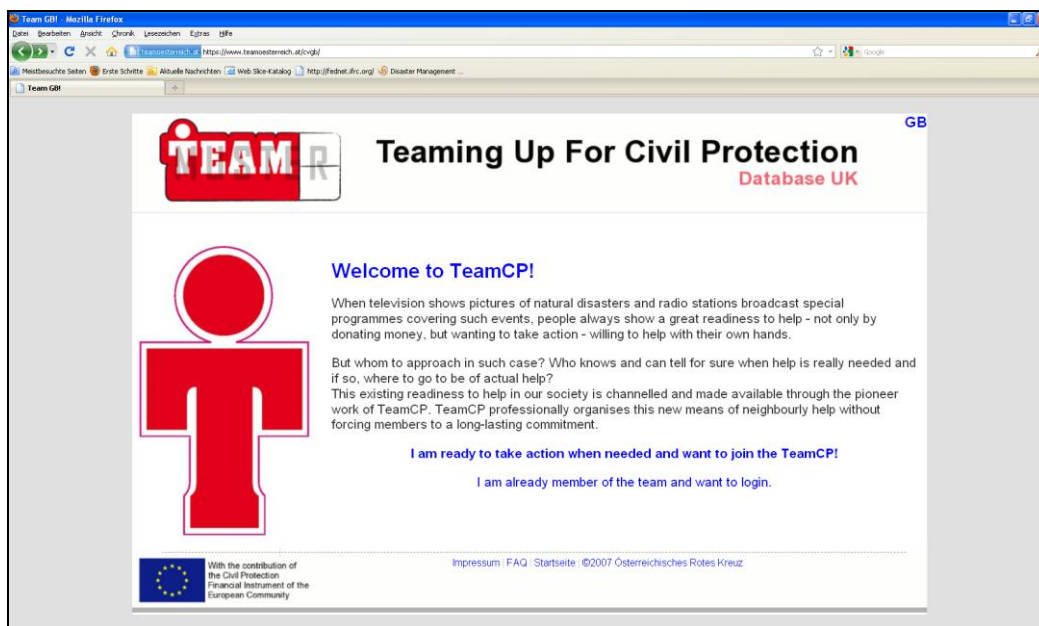 Team GB! - Mozilla Firefox
Datei Bearbeiten Ansicht Chronik Lesezeichen Extras Hilfe
teamoesterreich.at https://www.teamoesterreich.at/cvgb/
Google
Meistbesuchte Seiten Erste Schritte Aktuelle Nachrichten Web Slice-Katalog http://fednet.ifrc.org/ Disaster Management ...
Team GB!
GB
TEAM
Teaming Up For Civil Protection
Database UK
Welcome to TeamCP!
When television shows pictures of natural disasters and radio stations broadcast special
programmes covering such events, people always show a great readiness to help - not only by
donating money, but wanting to take action - willing to help with their own hands.
But whom to approach in such case? Who knows and can tell for sure when help is really needed and
if so, where to go to be of actual help?
This existing readiness to help in our society is channelled and made available through the pioneer
work of TeamCP. TeamCP professionally organises this new means of neighbourly help without
forcing members to a long-lasting commitment.
I am ready to take action when needed and want to join the TeamCP!
I am already member of the team and want to login.
Impressum | FAQ | Startseite | ©2007 Österreichisches Rotes Kreuz
With the contribution of
the Civil Protection
Financial Instrument of the
European Community